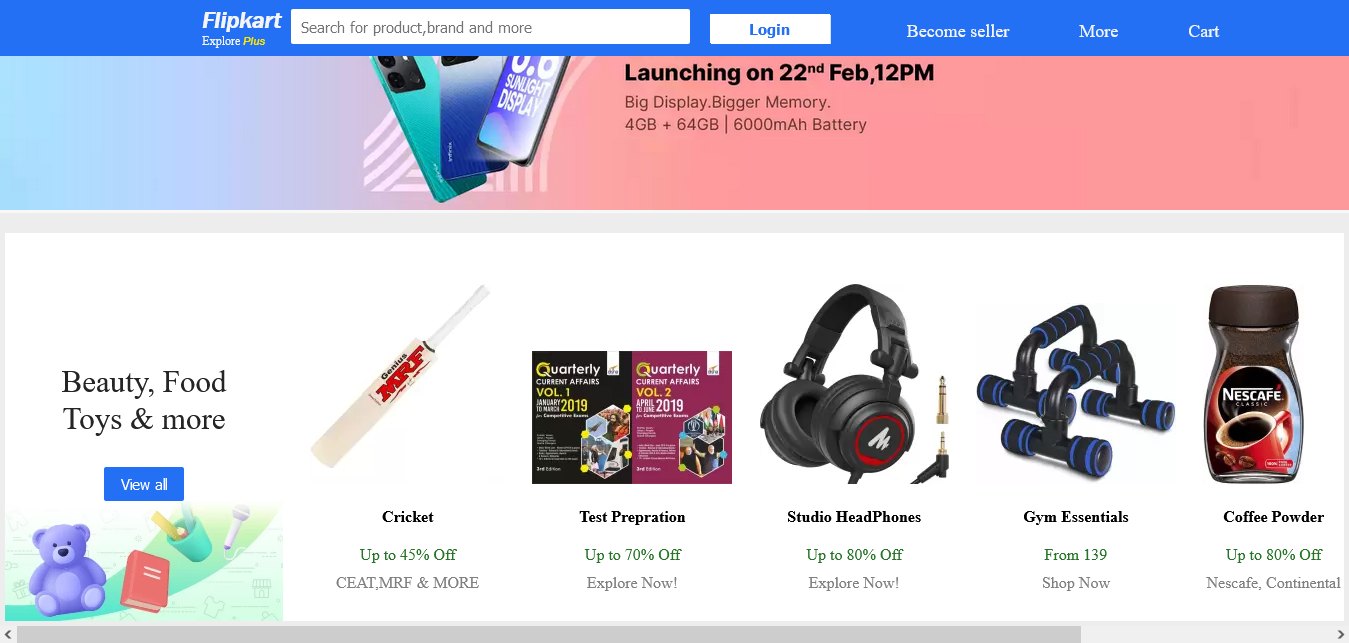 Flipkart
Explore Plus
Search for product,brand and more
Login
Become seller
More
Cart
SUNLIGHT
DISPLAY
Infinix
Launching on 22nd Feb,12PM
Big Display.Bigger Memory.
4GB + 64GB | 6000mAh Battery
Beauty, Food
Toys & more
View all
Genius
MRF
Cricket
Up to 45% Off
CEAT,MRF & MORE
Quarterly
CURRENT AFFAIRS
VOL. 1
JANUARY
TO MARCH 2019
for Competitive Exams
3rd Edition
Quarterly
CURRENT AFFAIRS
VOL. 2
APRIL
TO JUNE 2019
for Competitive Exams
3rd Edition
Test Prepration
Up to 70% Off
Explore Now!
Studio HeadPhones
Up to 80% Off
Explore Now!
Gym Essentials
From 139
Shop Now
NESCAFÉ
CLASSIC
Coffee Powder
Up to 80% Off
Nescafe, Continental